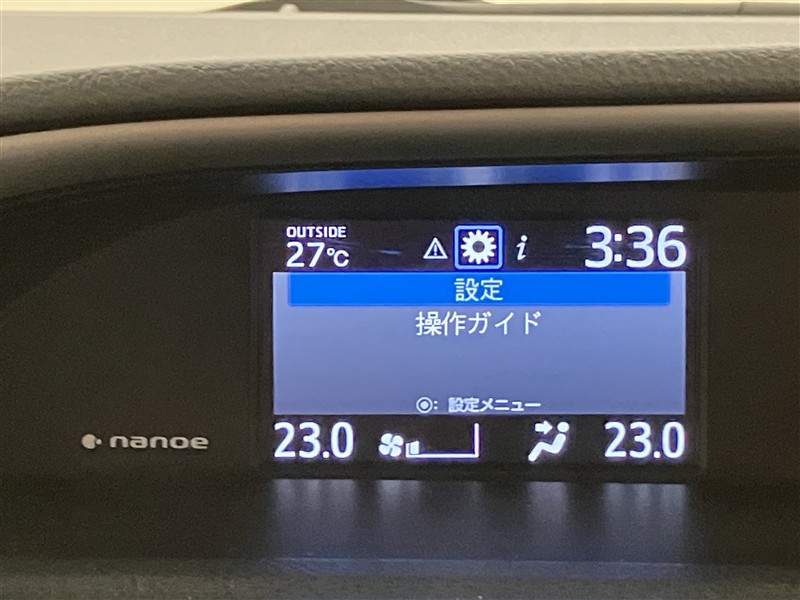 OUTSIDE
27℃
i
3:36
設定
操作ガイド
◉: 設定メニュー
nanoe
23.0
23.0